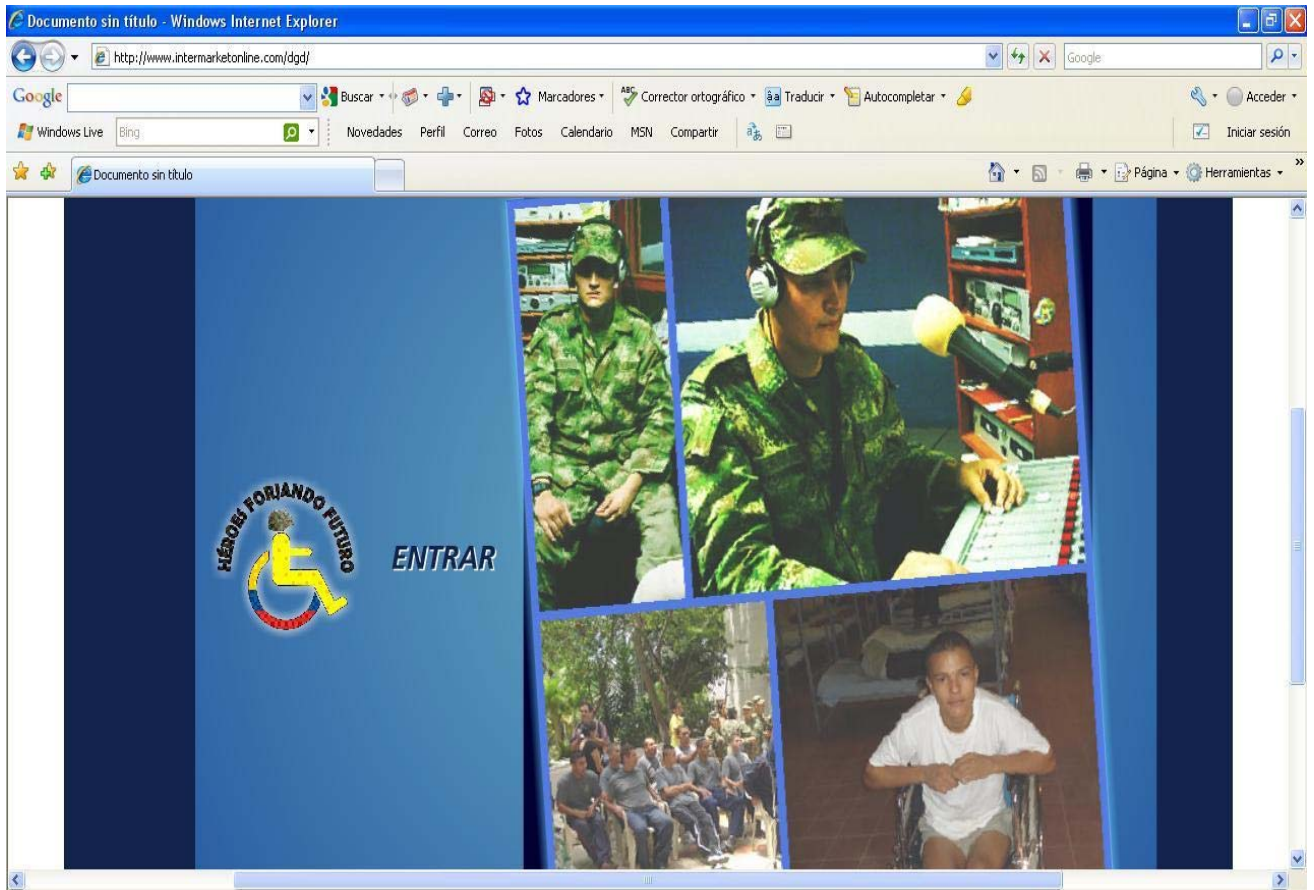 Documento sin título - Windows Internet Explorer
http://www.intermarketonline.com/dgd/
Google
Google Buscar Marcadores Corrector ortográfico Traducir Autocompletar Acceder
Windows Live Bing Novedades Perfil Correo Fotos Calendario MSN Compartir Iniciar sesión
Documento sin título Página Herramientas
HÉROES FORJANDO FUTURO
ENTRAR